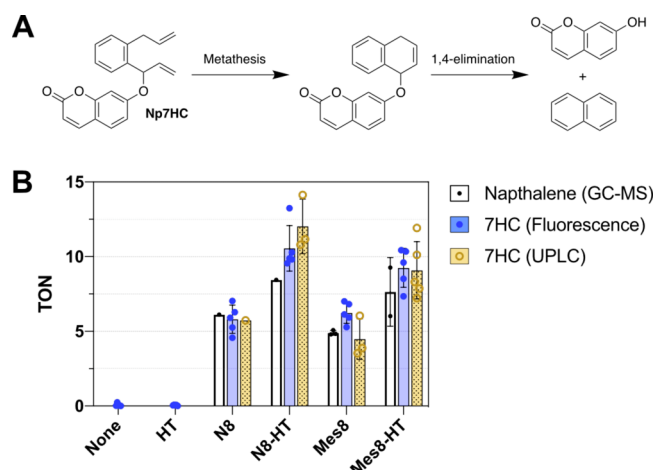 A
Metathesis
1,4-elimination
O
O
O
Np7HC
O
O
O
O
O
OH
+
B
15
10
5
0
TON
None
HT
N8
N8-HT
Mes8
Mes8-HT
Napthalene (GC-MS)
7HC (Fluorescence)
7HC (UPLC)